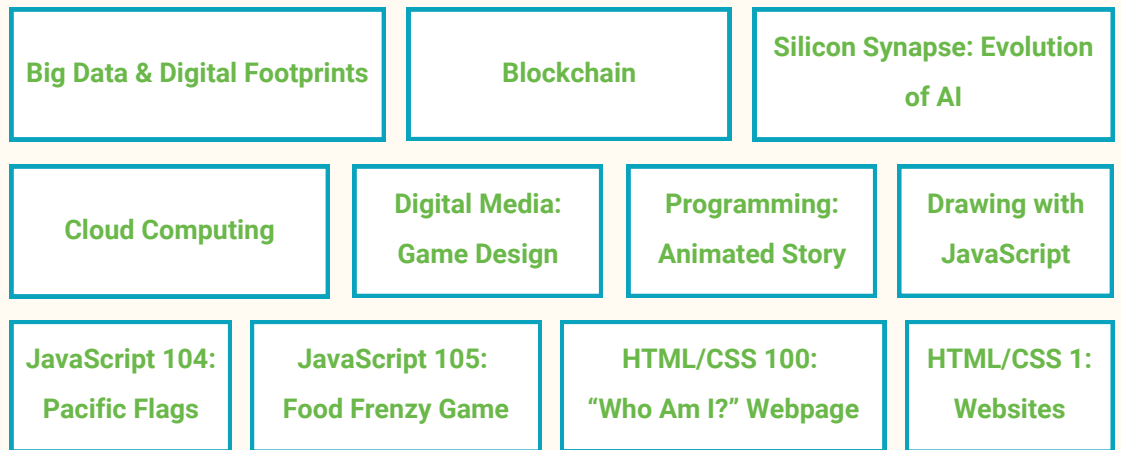 Big Data & Digital Footprints
Blockchain
Silicon Synapse: Evolution
of AI
Cloud Computing
Digital Media:
Game Design
Programming:
Animated Story
Drawing with
JavaScript
JavaScript 104:
Pacific Flags
JavaScript 105:
Food Frenzy Game
HTML/CSS 100:
“Who Am I?” Webpage
HTML/CSS 1:
Websites